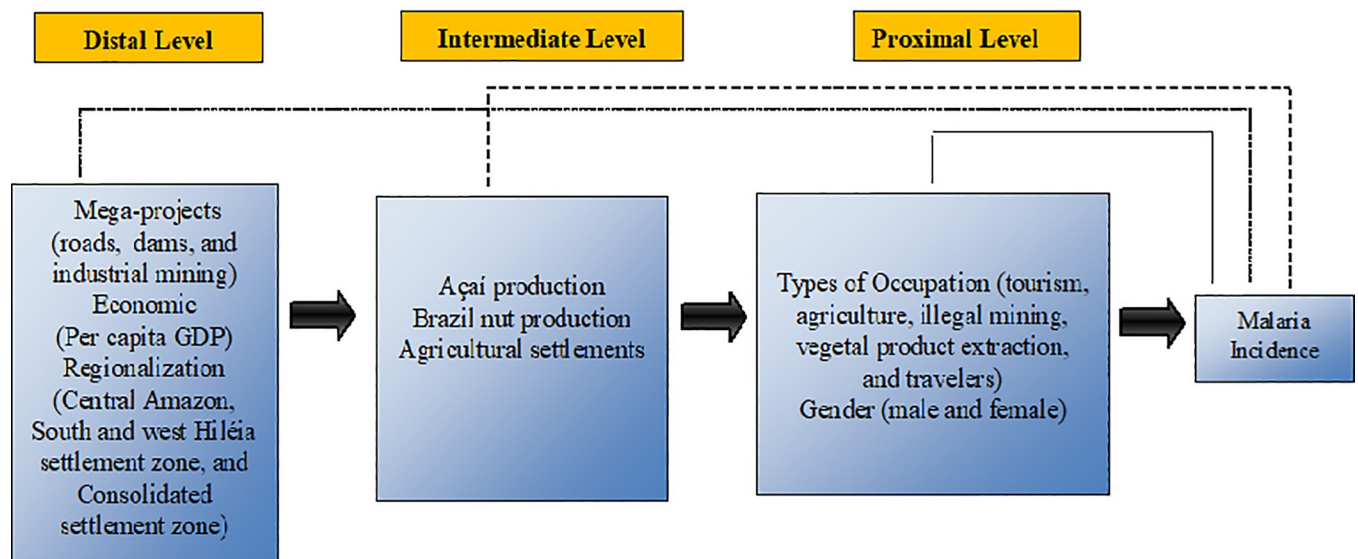 Distal Level
Intermediate Level
Proximal Level
Mega-projects
(roads, dams, and
industrial mining)
Economic
(Per capita GDP)
Regionalization
(Central Amazon,
South and west Hiléia
settlement zone, and
Consolidated
settlement zone)
Açaí production
Brazil nut production
Agricultural settlements
Types of Occupation (tourism,
agriculture, illegal mining,
vegetal product extraction,
and travelers)
Gender (male and female)
Malaria
Incidence